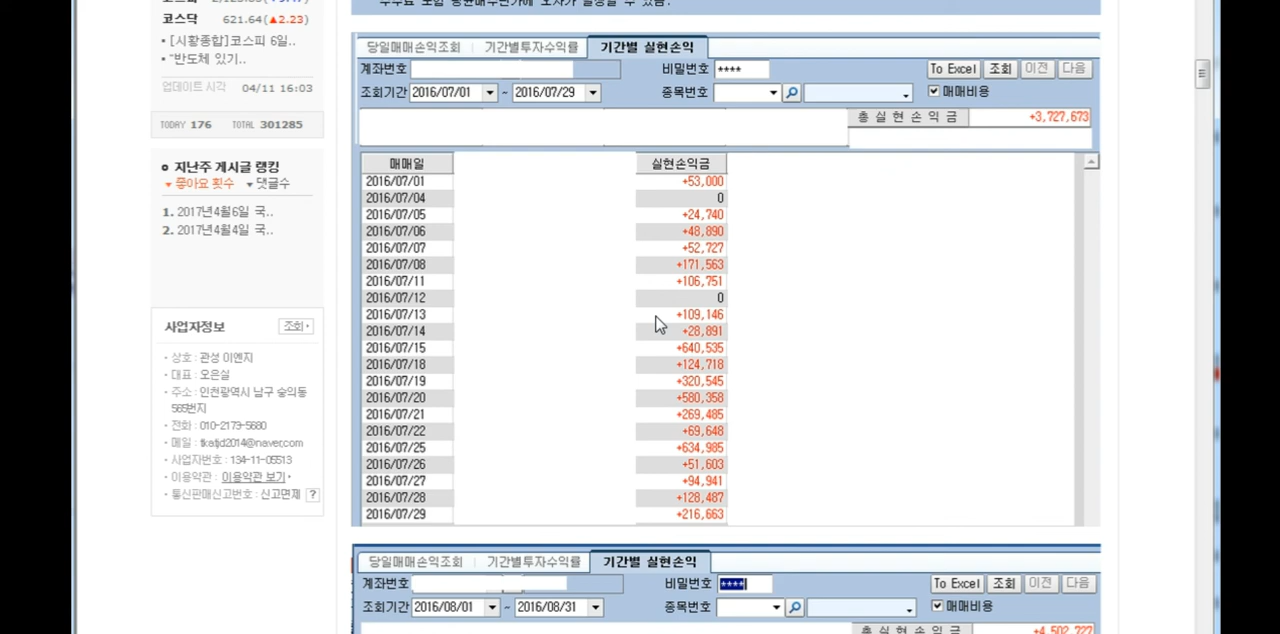 코스닥 621.64(▲2.23)
• [시황종합]코스피 6일..
• "반도체 있기..
업데이트 시각 04/11 16:03
TODAY 176 TOTAL 301285
지난주 게시글 랭킹
좋아요 횟수 댓글수
1. 2017년4월6일 국..
2. 2017년4월4일 국..
사업자정보 조회
• 상호 : 관성 이엔지
• 대표 : 오은실
• 주소 : 인천광역시 남구 숭의동
565번지
• 전화 : 010-2179-5680
• 메일 : tkatjd2014@naver.com
• 사업자번호 : 134-11-05513
• 이용약관 : 이용약관 보기
• 통신판매신고번호 : 신고면제 ?
당일매매손익조회 기간별투자수익률 기간별 실현손익
계좌번호 비밀번호 **** To Excel 조회 이전 다음
조회기간 2016/07/01 ~ 2016/07/29 종목번호 매매비용
총 실 현 손 익 금 +3,727,673
매매일 실현손익금
2016/07/01 +53,000
2016/07/04 0
2016/07/05 +24,740
2016/07/06 +48,890
2016/07/07 +52,727
2016/07/08 +171,563
2016/07/11 +106,751
2016/07/12 0
2016/07/13 +109,146
2016/07/14 +28,891
2016/07/15 +640,535
2016/07/18 +124,718
2016/07/19 +320,545
2016/07/20 +580,358
2016/07/21 +269,485
2016/07/22 +69,648
2016/07/25 +634,985
2016/07/26 +51,603
2016/07/27 +94,941
2016/07/28 +128,487
2016/07/29 +216,663
당일매매손익조회 기간별투자수익률 기간별 실현손익
계좌번호 비밀번호 **** To Excel 조회 이전 다음
조회기간 2016/08/01 ~ 2016/08/31 종목번호 매매비용
총 실 현 손 익 금 +4,502,727